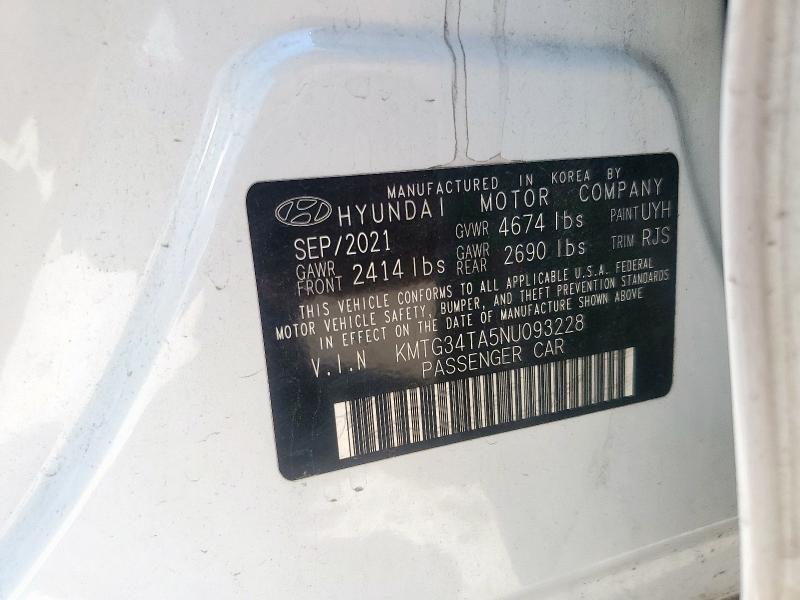 MANUFACTURED IN KOREA BY
HYUNDAI MOTOR COMPANY
SEP/2021 GVWR 4674 lbs PAINT UYH
GAWR FRONT 2414 lbs GAWR REAR 2690 lbs TRIM RJS
THIS VEHICLE CONFORMS TO ALL APPLICABLE U.S.A. FEDERAL
MOTOR VEHICLE SAFETY, BUMPER, AND THEFT PREVENTION STANDARDS
IN EFFECT ON THE DATE OF MANUFACTURE SHOWN ABOVE
V.I.N KMTG34TA5NU093228
PASSENGER CAR